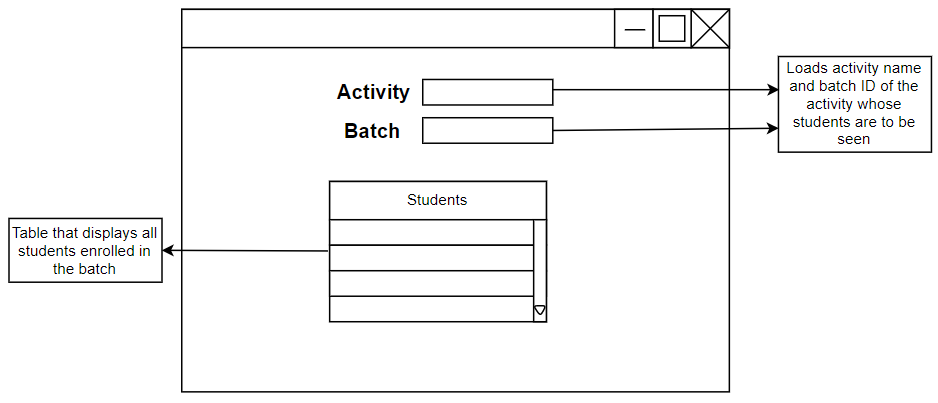 Activity
Batch
Loads activity name
and batch ID of the
activity whose
students are to be
seen
Students
Table that displays all
students enrolled in
the batch